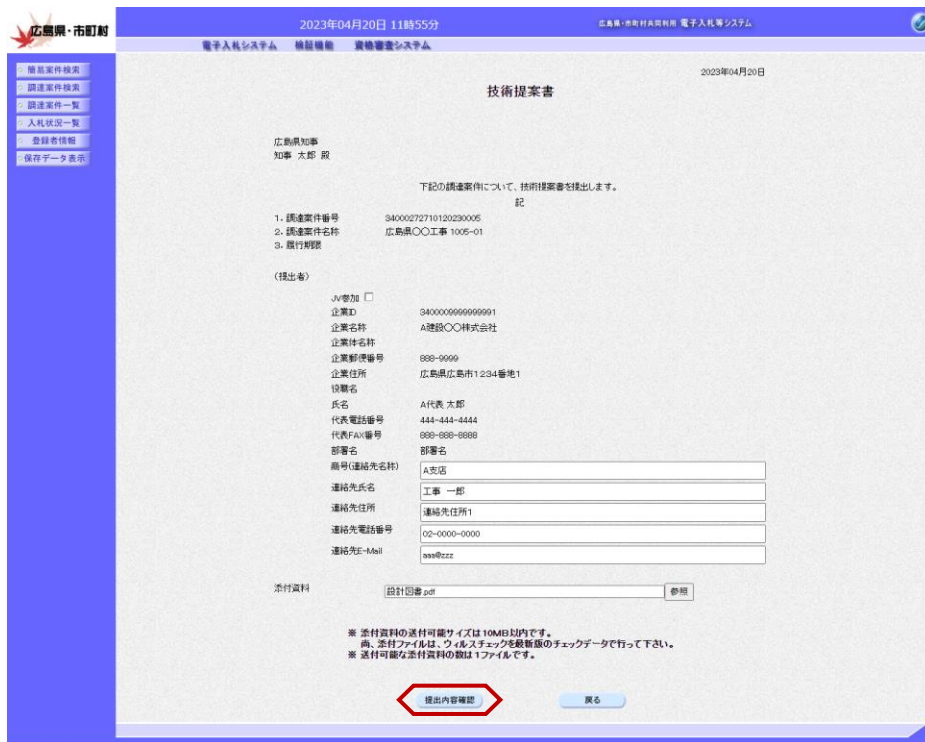 広島県・市町村
2023年04月20日 11時55分
広島県・市町村共同利用 電子入札等システム
電子入札システム 検証機能 資格審査システム
簡易案件検索
調達案件検索
調達案件一覧
入札状況一覧
登録者情報
保存データ表示
2023年04月20日
技術提案書
広島県知事
知事 太郎 殿
下記の調達案件について、技術提案書を提出します。
記
1. 調達案件番号 34000272710120230005
2. 調達案件名称 広島県〇〇工事 1005-01
3. 履行期限
(提出者)
JV参加
企業ID 3400009999999991
企業名称 A建設〇〇株式会社
企業体名称
企業郵便番号 888-9999
企業住所 広島県広島市1234番地1
役職名
氏名 A代表 太郎
代表電話番号 444-444-4444
代表FAX番号 888-888-8888
部署名 部署名
商号(連絡先名称) A支店
連絡先氏名 工事 一郎
連絡先住所 連絡先住所1
連絡先電話番号 02-0000-0000
連絡先E-Mail aaa@zzz
添付資料 設計図書.pdf 参照
※ 添付資料の送付可能サイズは10MB以内です。
尚、添付ファイルは、ウィルスチェックを最新版のチェックデータで行って下さい。
※ 送付可能な添付資料の数は1ファイルです。
提出内容確認 戻る